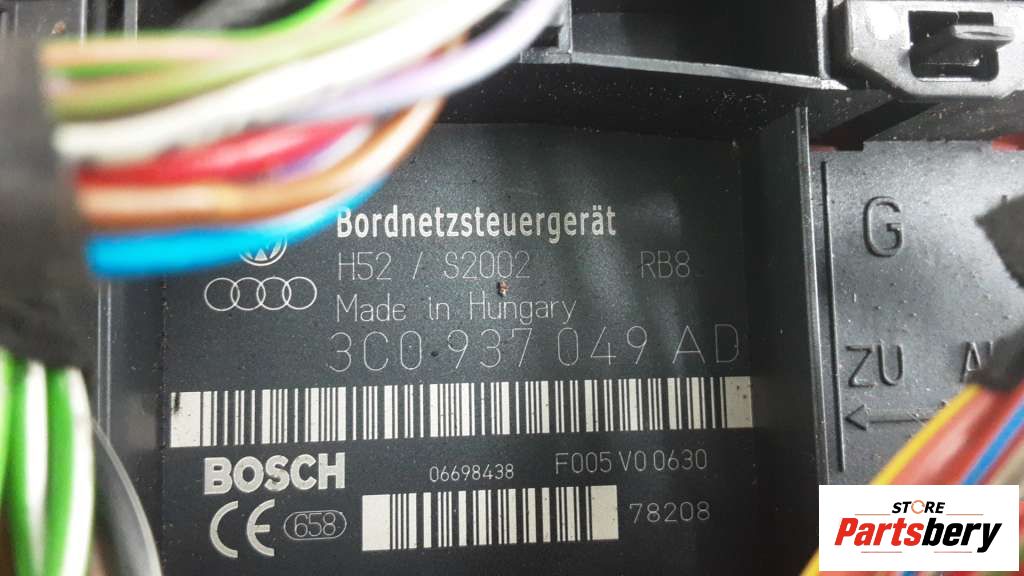 Bordnetzsteuergerät
H52 / S2002 RB8
Made in Hungary
3C0 937 049 AD
BOSCH 06698438 F005 V0 0630
CE 658 78208
G
ZU
STORE
Partsbery